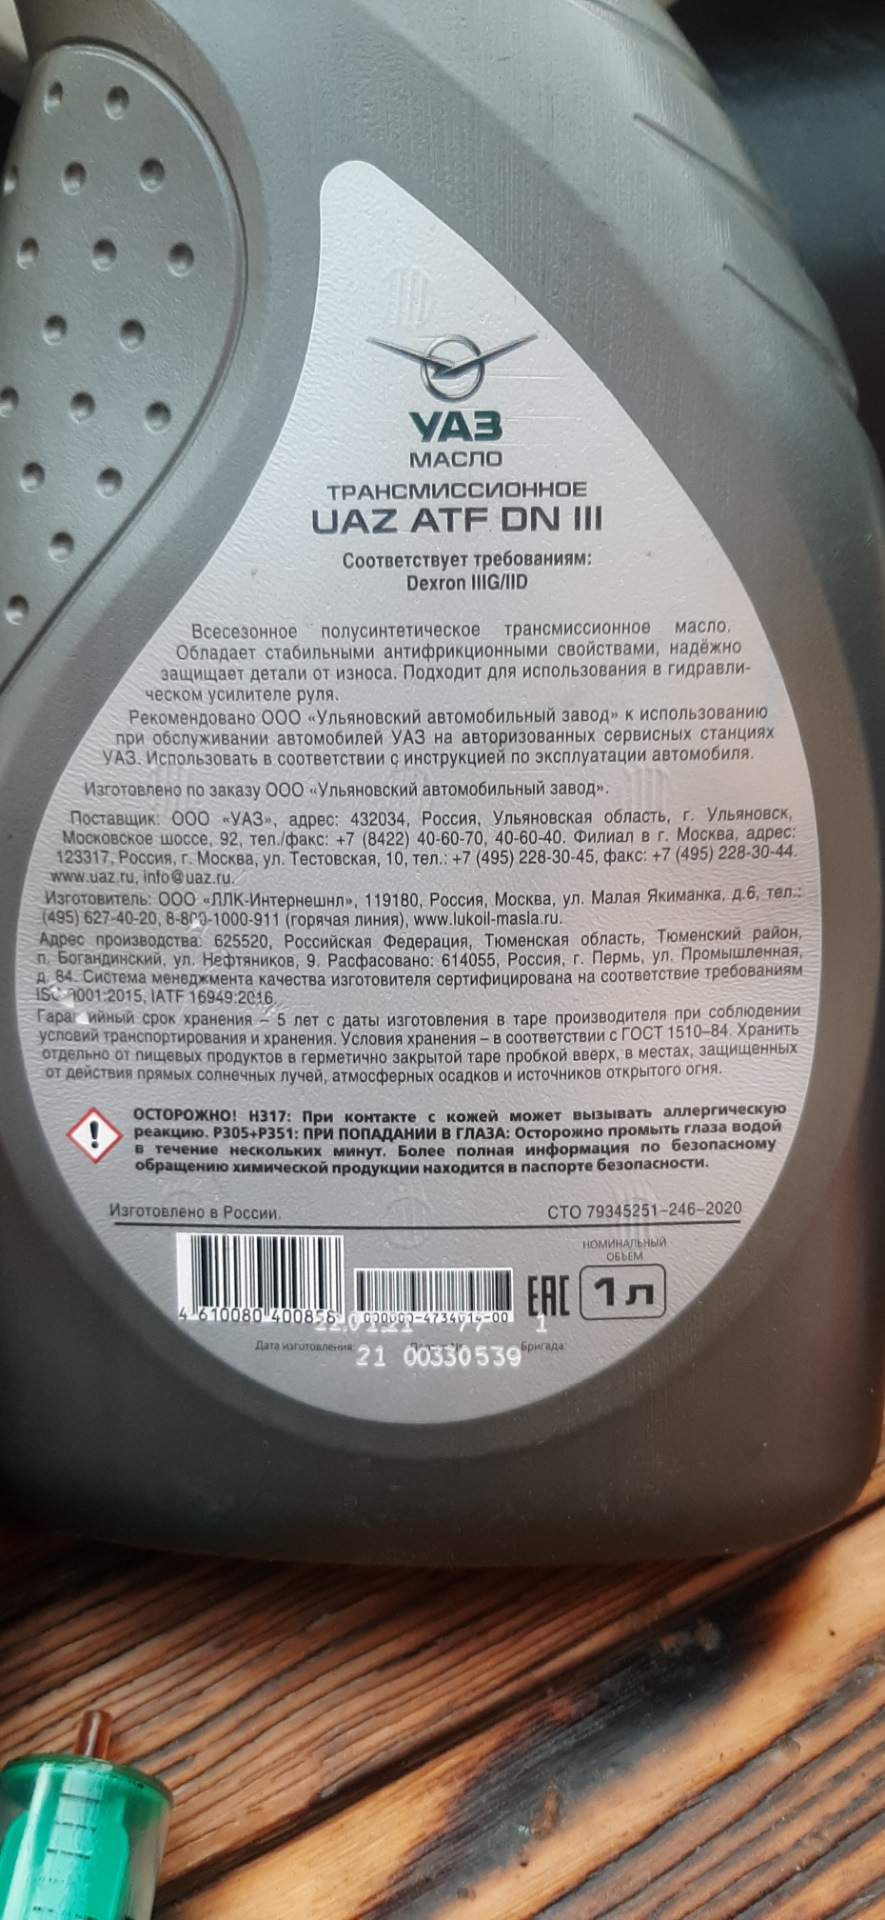 УАЗ
МАСЛО
ТРАНСМИССИОННОЕ
UAZ ATF DN III
Соответствует требованиям:
Dexron IIIG/IID
Всесезонное полусинтетическое трансмиссионное масло.
Обладает стабильными антифрикционными свойствами, надёжно
защищает детали от износа. Подходит для использования в гидравли-
ческом усилителе руля.
Рекомендовано ООО «Ульяновский автомобильный завод» к использованию
при обслуживании автомобилей УАЗ на авторизованных сервисных станциях
УАЗ. Использовать в соответствии с инструкцией по эксплуатации автомобиля.
Изготовлено по заказу ООО «Ульяновский автомобильный завод».
Поставщик: ООО «УАЗ», адрес: 432034, Россия, Ульяновская область, г. Ульяновск,
Московское шоссе, 92, тел./факс: +7 (8422) 40-60-70, 40-60-40. Филиал в г. Москва, адрес:
123317, Россия, г. Москва, ул. Тестовская, 10, тел.: +7 (495) 228-30-45, факс: +7 (495) 228-30-44.
www.uaz.ru, info@uaz.ru.
Изготовитель: ООО «ЛЛК-Интернешнл», 119180, Россия, Москва, ул. Малая Якиманка, д.6, тел.:
(495) 627-40-20, 8-800-1000-911 (горячая линия), www.lukoil-masla.ru.
Адрес производства: 625520, Российская Федерация, Тюменская область, Тюменский район,
п. Богандинский, ул. Нефтяников, 9. Расфасовано: 614055, Россия, г. Пермь, ул. Промышленная,
д. 84. Система менеджмента качества изготовителя сертифицирована на соответствие требованиям
ISO 9001:2015, IATF 16949:2016.
Гарантийный срок хранения – 5 лет с даты изготовления в таре производителя при соблюдении
условий транспортирования и хранения. Условия хранения – в соответствии с ГОСТ 1510–84. Хранить
отдельно от пищевых продуктов в герметично закрытой таре пробкой вверх, в местах, защищенных
от действия прямых солнечных лучей, атмосферных осадков и источников открытого огня.
ОСТОРОЖНО! H317: При контакте с кожей может вызывать аллергическую
реакцию. P305+P351: ПРИ ПОПАДАНИИ В ГЛАЗА: Осторожно промыть глаза водой
в течение нескольких минут. Более полная информация по безопасному
обращению химической продукции находится в паспорте безопасности.
Изготовлено в России.
СТО 79345251–246–2020
НОМИНАЛЬНЫЙ
ОБЪЕМ
EAC 1 л
4 610080 400856
000000-4734014-00
1
Дата изготовления:
Бригада:
21 00330539